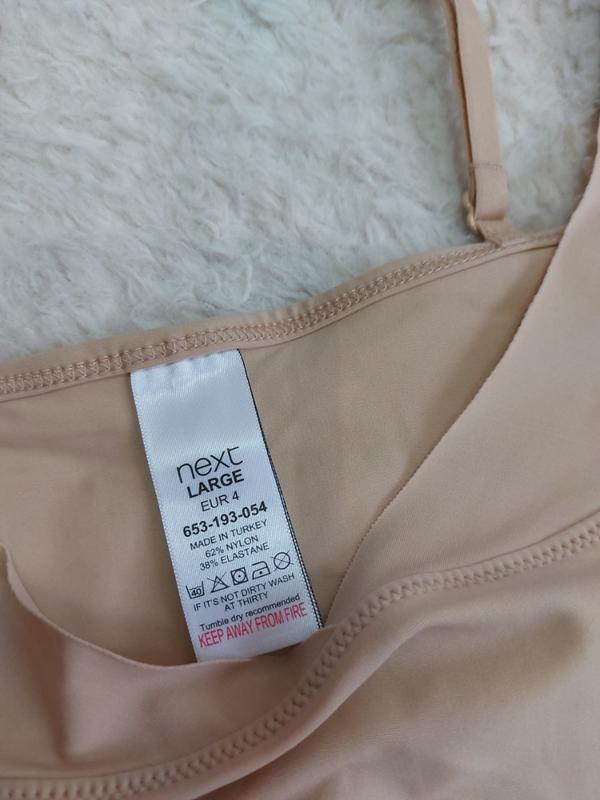 next
LARGE
EUR 4
653-193-054
MADE IN TURKEY
62% NYLON
38% ELASTANE
40
IF IT'S NOT DIRTY WASH
AT THIRTY
Tumble dry recommended
KEEP AWAY FROM FIRE